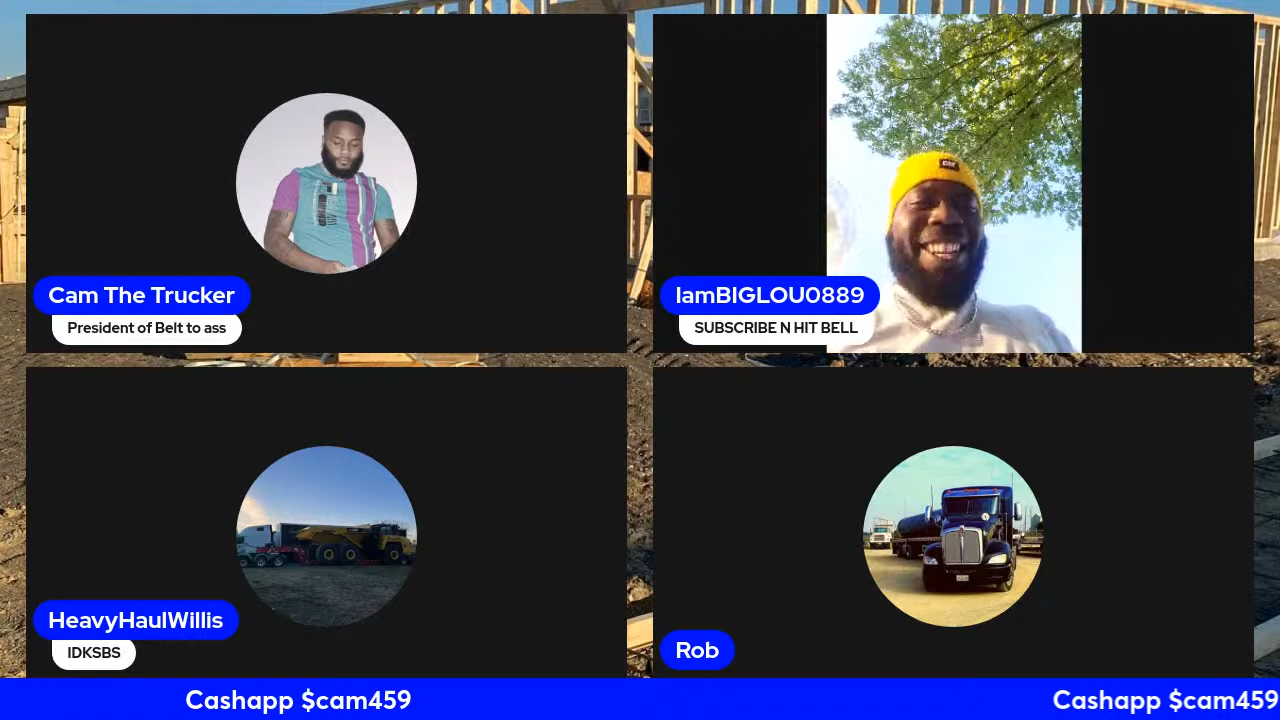 Cam The Trucker
President of Belt to ass
CAT
IamBIGLOU0889
SUBSCRIBE N HIT BELL
HeavyHaulWillis
IDKSBS
Rob
Cashapp $cam459
Cashapp $cam459